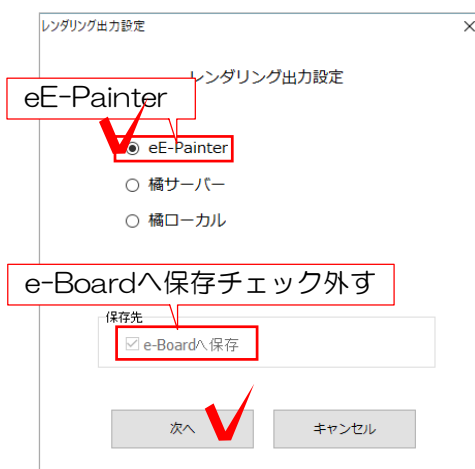 レンダリング出力設定
レンダリング出力設定
eE-Painter
eE-Painter
橘サーバー
橘ローカル
e-Boardへ保存チェック外す
保存先
e-Boardへ保存
次へ
キャンセル